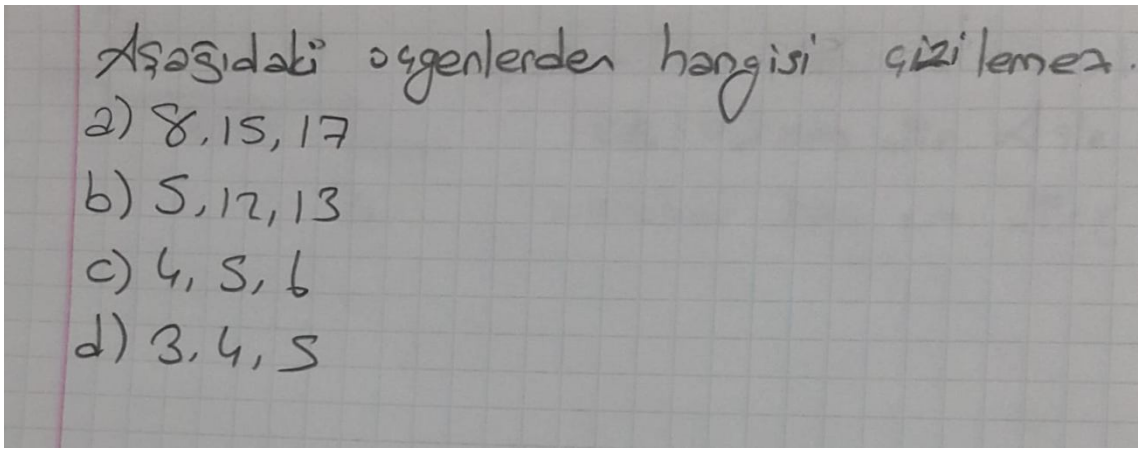 Aşağıdaki üçgenlerden hangisi çizilemez.
a) 8, 15, 17
b) 5, 12, 13
c) 4, 5, 6
d) 3, 4, 5